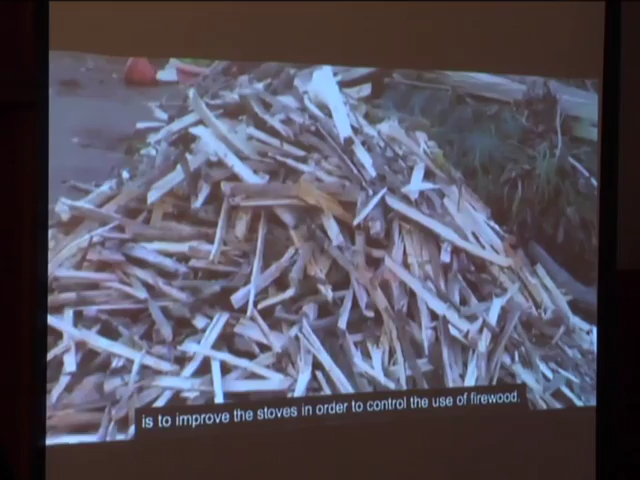 is to improve the stoves in order to control the use of firewood.